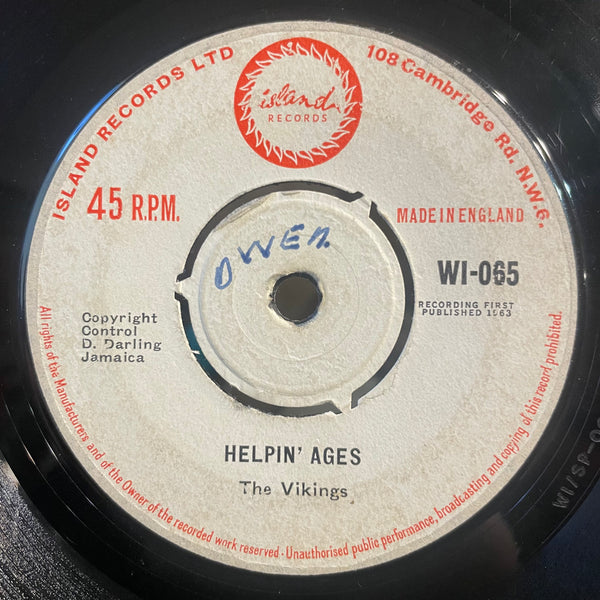 ISLAND RECORDS LTD
island
RECORDS
108 Cambridge Rd. N.W.6.
45 R.P.M.
MADE IN ENGLAND
OWEN.
WI-065
RECORDING FIRST
PUBLISHED 1963
Copyright
Control
D. Darling
Jamaica
HELPIN' AGES
The Vikings
All rights of the Manufacturers and of the Owner of the recorded work reserved - Unauthorised public performance, broadcasting and copying of this record prohibited.